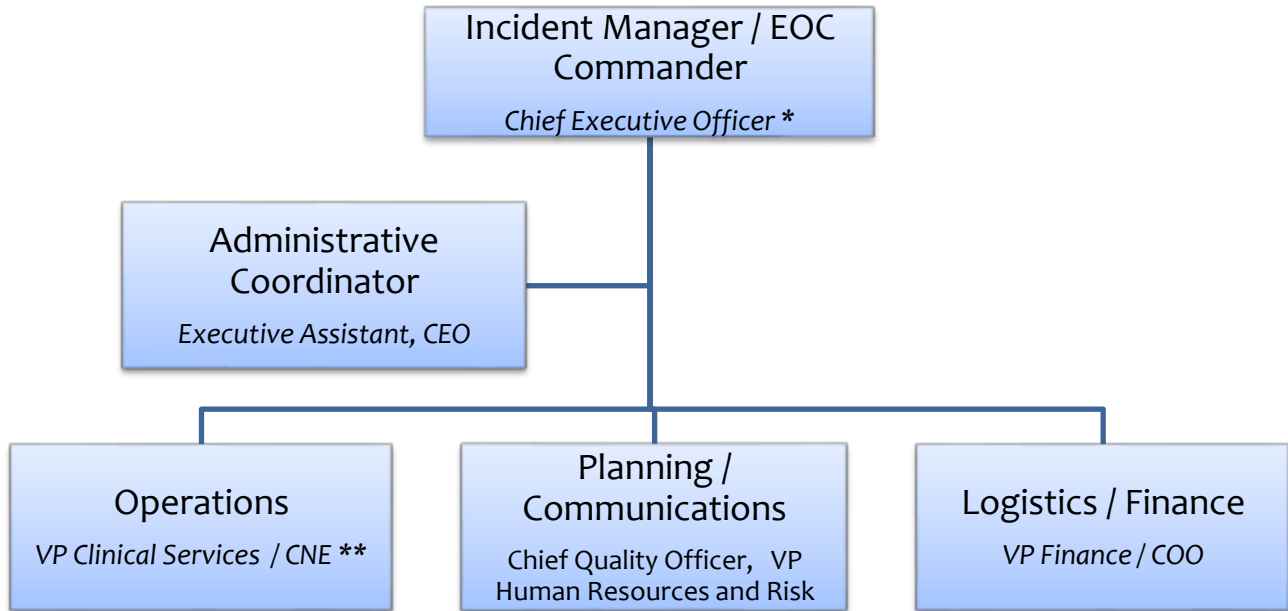 Incident Manager / EOC
Commander
Chief Executive Officer *
Administrative
Coordinator
Executive Assistant, CEO
Operations
VP Clinical Services / CNE **
Planning /
Communications
Chief Quality Officer, VP
Human Resources and Risk
Logistics / Finance
VP Finance / COO